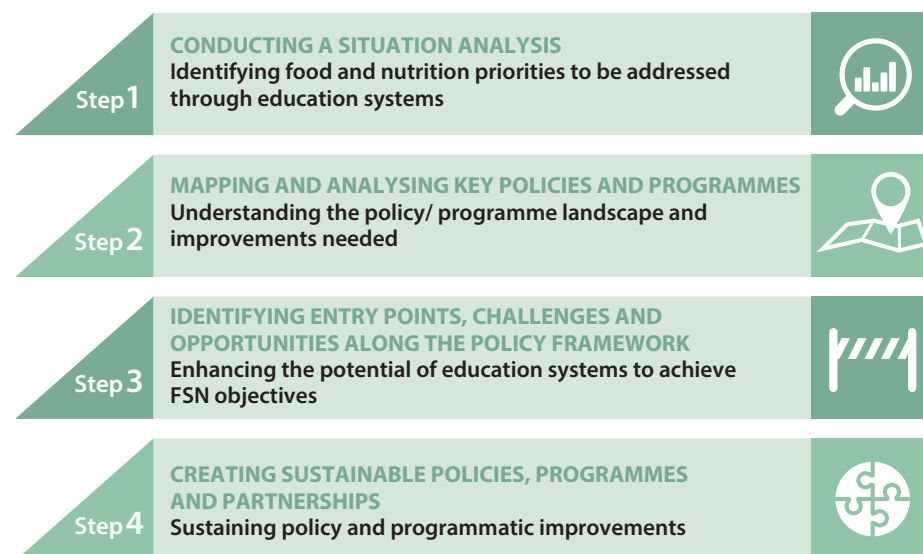 CONDUCTING A SITUATION ANALYSIS
Identifying food and nutrition priorities to be addressed
through education systems
Step 1
MAPPING AND ANALYSING KEY POLICIES AND PROGRAMMES
Understanding the policy/ programme landscape and
improvements needed
Step 2
IDENTIFYING ENTRY POINTS, CHALLENGES AND
OPPORTUNITIES ALONG THE POLICY FRAMEWORK
Enhancing the potential of education systems to achieve
FSN objectives
Step 3
CREATING SUSTAINABLE POLICIES, PROGRAMMES
AND PARTNERSHIPS
Sustaining policy and programmatic improvements
Step 4